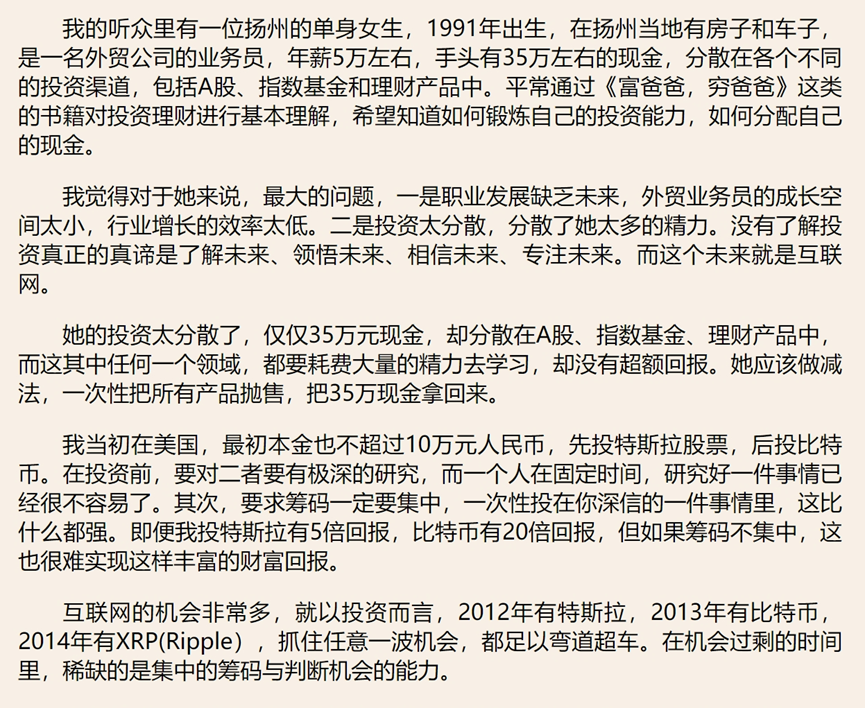 我的听众里有一位扬州的单身女生，1991年出生，在扬州当地有房子和车子，
是一名外贸公司的业务员，年薪5万左右，手头有35万左右的现金，分散在各个不同
的投资渠道，包括A股、指数基金和理财产品中。平常通过《富爸爸，穷爸爸》这类
的书籍对投资理财进行基本理解，希望知道如何锻炼自己的投资能力，如何分配自己
的现金。
我觉得对于她来说，最大的问题，一是职业发展缺乏未来，外贸业务员的成长空
间太小，行业增长的效率太低。二是投资太分散，分散了她太多的精力。没有了解投
资真正的真谛是了解未来、领悟未来、相信未来、专注未来。而这个未来就是互联
网。
她的投资太分散了，仅仅35万元现金，却分散在A股、指数基金、理财产品中，
而这其中任何一个领域，都要耗费大量的精力去学习，却没有超额回报。她应该做减
法，一次性把所有产品抛售，把35万现金拿回来。
我当初在美国，最初本金也不超过10万元人民币，先投特斯拉股票，后投比特
币。在投资前，要对二者要有极深的研究，而一个人在固定时间，研究好一件事情已
经很不容易了。其次，要求筹码一定要集中，一次性投在你深信的一件事情里，这比
什么都强。即便我投特斯拉有5倍回报，比特币有20倍回报，但如果筹码不集中，这
也很难实现这样丰富的财富回报。
互联网的机会非常多，就以投资而言，2012年有特斯拉，2013年有比特币，
2014年有XRP(Ripple），抓住任意一波机会，都足以弯道超车。在机会过剩的时间
里，稀缺的是集中的筹码与判断机会的能力。